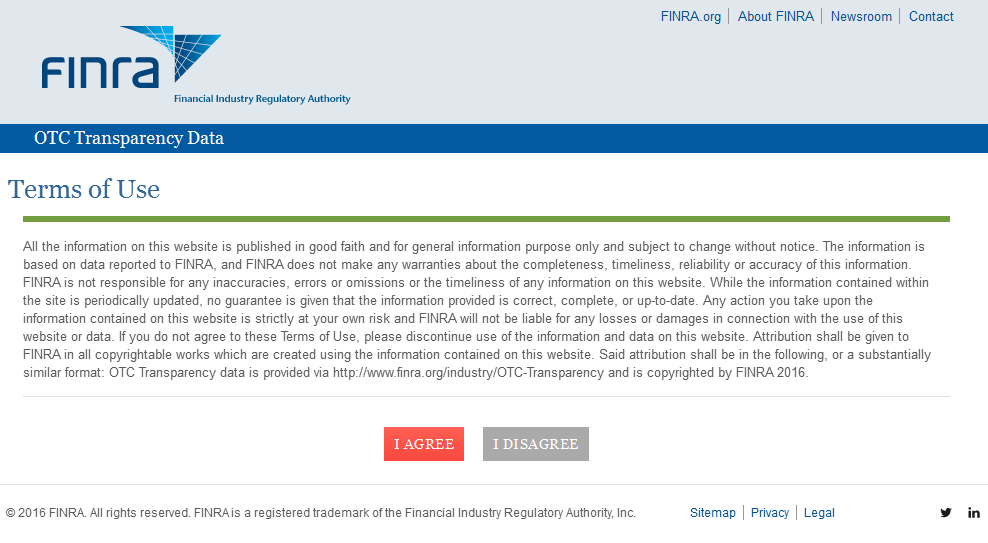 FINRA.org About FINRA Newsroom Contact
FINRA
Financial Industry Regulatory Authority
OTC Transparency Data
Terms of Use
All the information on this website is published in good faith and for general information purpose only and subject to change without notice. The information is
based on data reported to FINRA, and FINRA does not make any warranties about the completeness, timeliness, reliability or accuracy of this information.
FINRA is not responsible for any inaccuracies, errors or omissions or the timeliness of any information on this website. While the information contained within
the site is periodically updated, no guarantee is given that the information provided is correct, complete, or up-to-date. Any action you take upon the
information contained on this website is strictly at your own risk and FINRA will not be liable for any losses or damages in connection with the use of this
website or data. If you do not agree to these Terms of Use, please discontinue use of the information and data on this website. Attribution shall be given to
FINRA in all copyrightable works which are created using the information contained on this website. Said attribution shall be in the following, or a substantially
similar format: OTC Transparency data is provided via http://www.finra.org/industry/OTC-Transparency and is copyrighted by FINRA 2016.
I AGREE I DISAGREE
© 2016 FINRA. All rights reserved. FINRA is a registered trademark of the Financial Industry Regulatory Authority, Inc. Sitemap Privacy Legal in